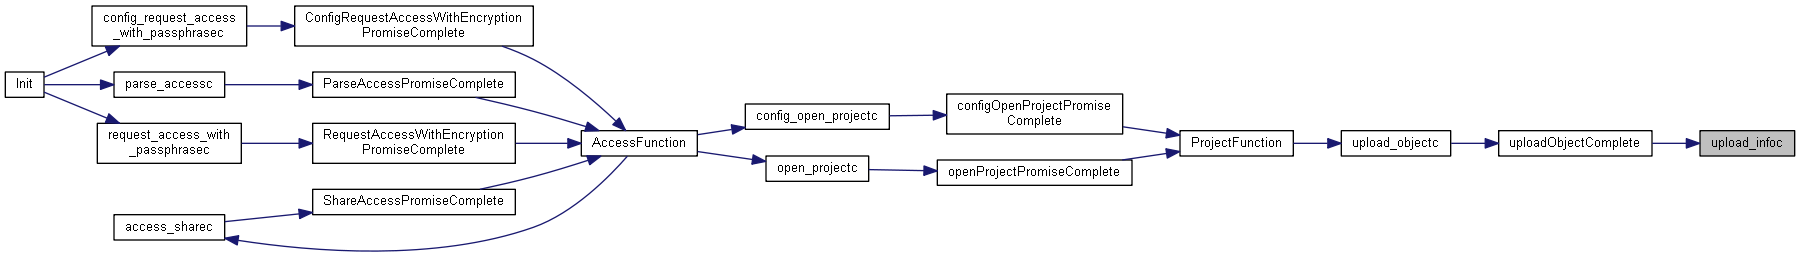 config_request_access
_with_passphrasec
ConfigRequestAccessWithEncryption
PromiseComplete
Init
parse_accessc
ParseAccessPromiseComplete
request_access_with
_passphrasec
RequestAccessWithEncryption
PromiseComplete
ShareAccessPromiseComplete
access_sharec
AccessFunction
config_open_projectc
open_projectc
configOpenProjectPromise
Complete
openProjectPromiseComplete
ProjectFunction
upload_objectc
uploadObjectComplete
upload_infoc